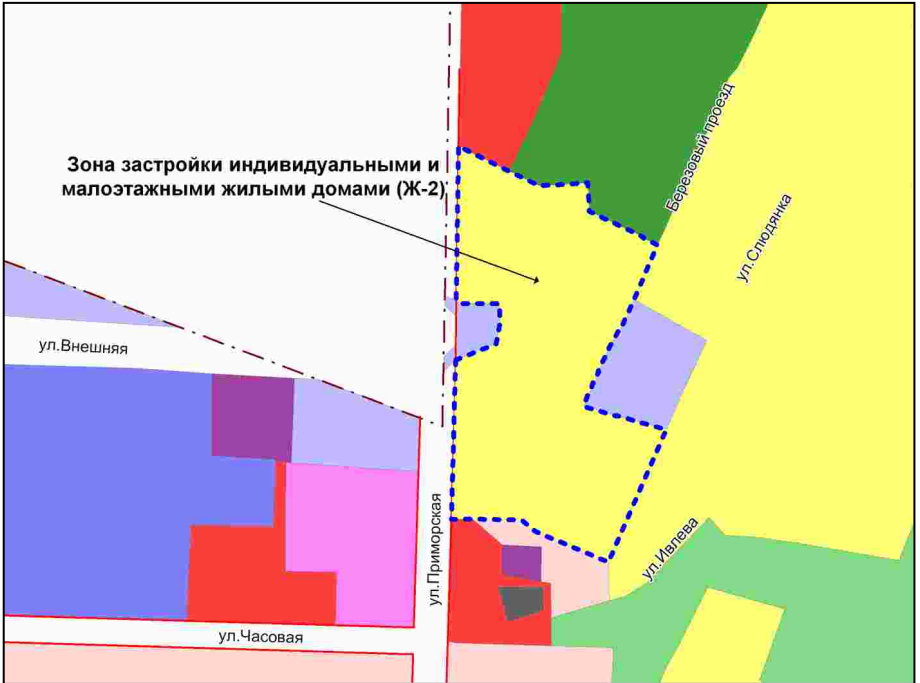 Зона застройки индивидуальными и
малоэтажными жилыми домами (Ж-2)
Березовый проезд
ул.Слюдянка
ул.Внешняя
ул.Приморская
ул.Ивлева
ул.Часовая